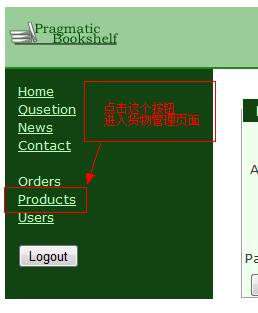 Pragmatic
Bookshelf
Home
Qusetion
News
Contact
点击这个按钮
进入货物管理页面
Orders
Products
Users
Logout
A
Pa